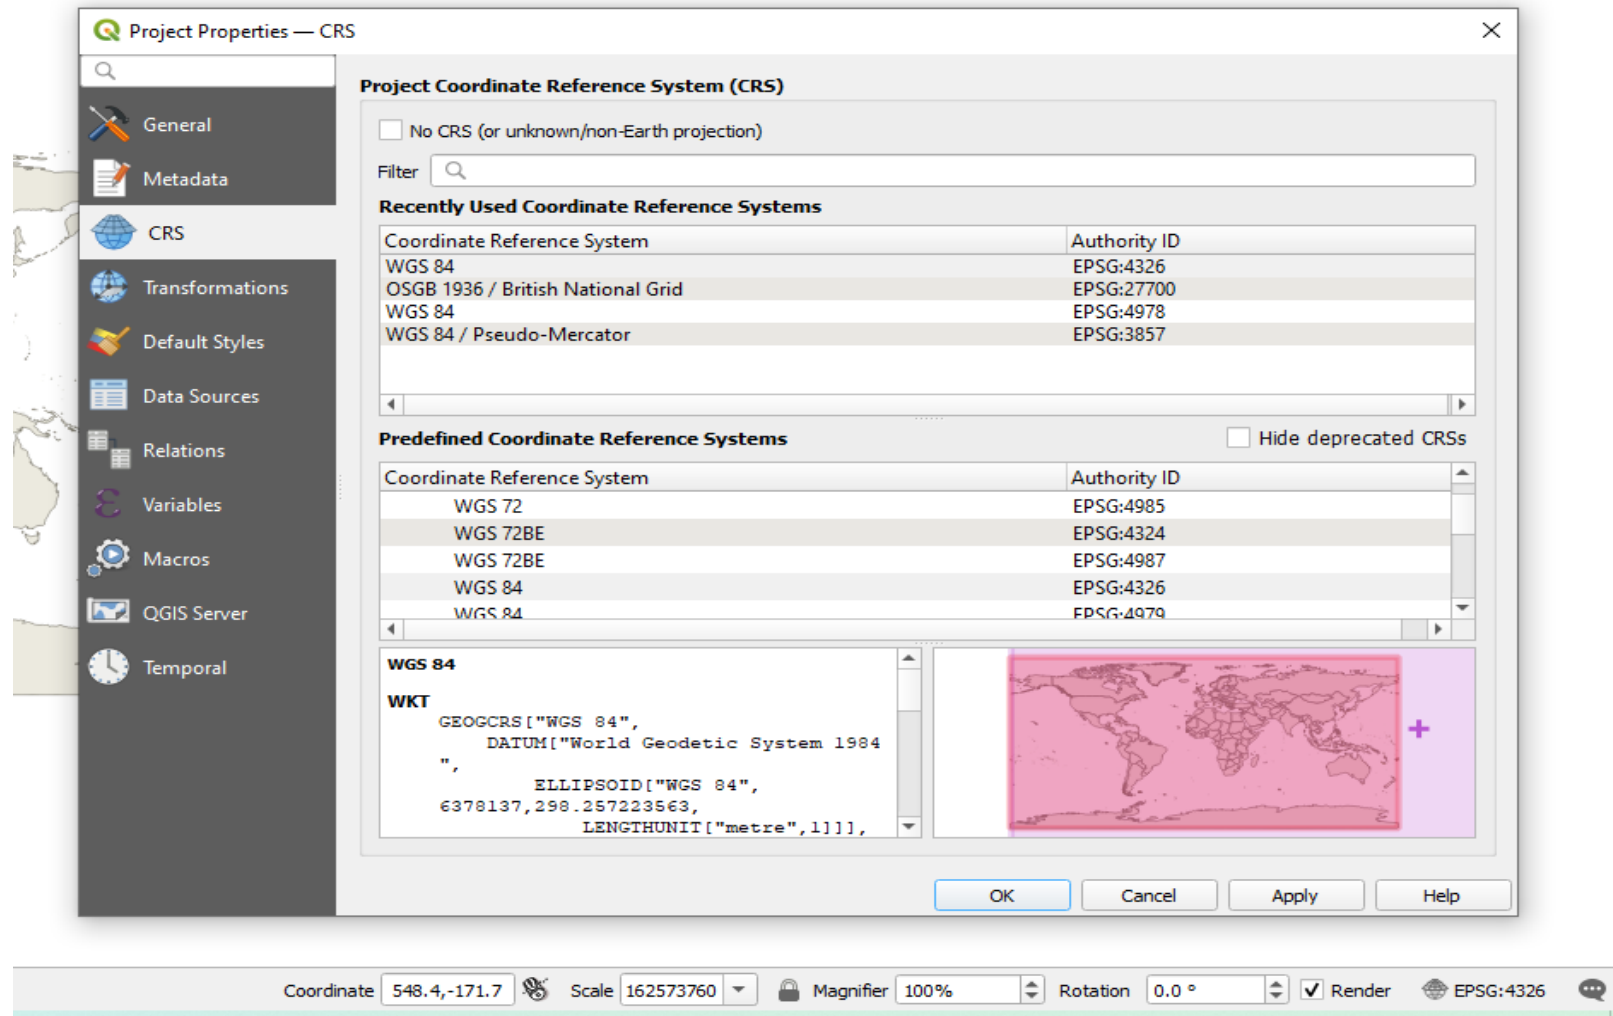 Project Properties — CRS
General
Metadata
CRS
Transformations
Default Styles
Data Sources
Relations
Variables
Macros
QGIS Server
Temporal
Project Coordinate Reference System (CRS)
No CRS (or unknown/non-Earth projection)
Filter
Recently Used Coordinate Reference Systems
Coordinate Reference System Authority ID
WGS 84 EPSG:4326
OSGB 1936 / British National Grid EPSG:27700
WGS 84 EPSG:4978
WGS 84 / Pseudo-Mercator EPSG:3857
Predefined Coordinate Reference Systems Hide deprecated CRSs
Coordinate Reference System Authority ID
WGS 72 EPSG:4985
WGS 72BE EPSG:4324
WGS 72BE EPSG:4987
WGS 84 EPSG:4326
WGS 84 EPSG:4979
WGS 84
WKT
GEOGCRS["WGS 84",
DATUM["World Geodetic System 1984
",
ELLIPSOID["WGS 84",
6378137,298.257223563,
LENGTHUNIT["metre",1]]],
OK Cancel Apply Help
Coordinate 548.4,-171.7 Scale 162573760 Magnifier 100% Rotation 0.0 ° Render EPSG:4326